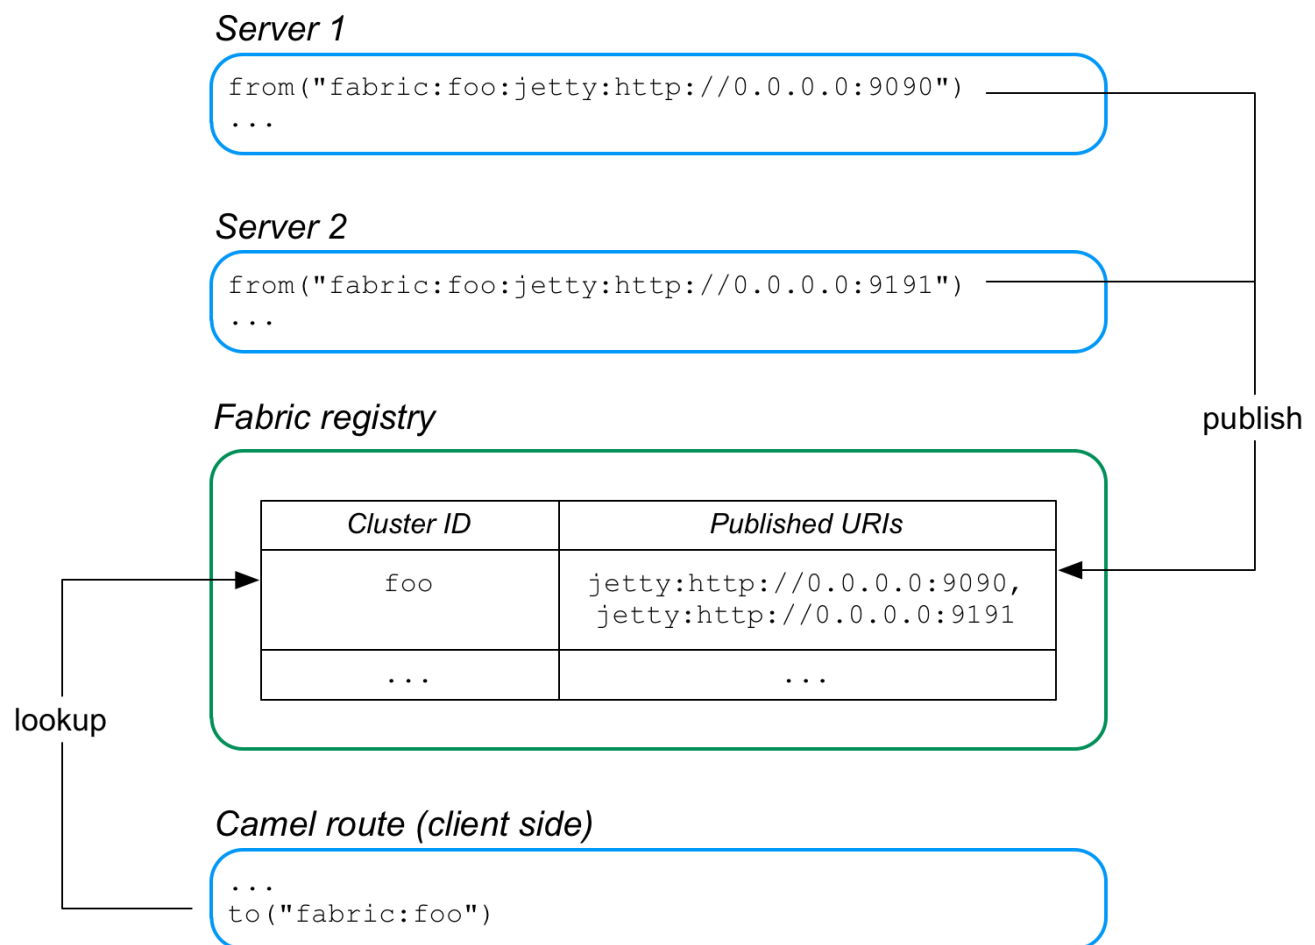 Server 1
from("fabric:foo:jetty:http://0.0.0.0:9090")
...
Server 2
from("fabric:foo:jetty:http://0.0.0.0:9191")
...
publish
Fabric registry
Cluster ID Published URIs
foo jetty:http://0.0.0.0:9090,
jetty:http://0.0.0.0:9191
... ...
lookup
Camel route (client side)
...
to("fabric:foo")